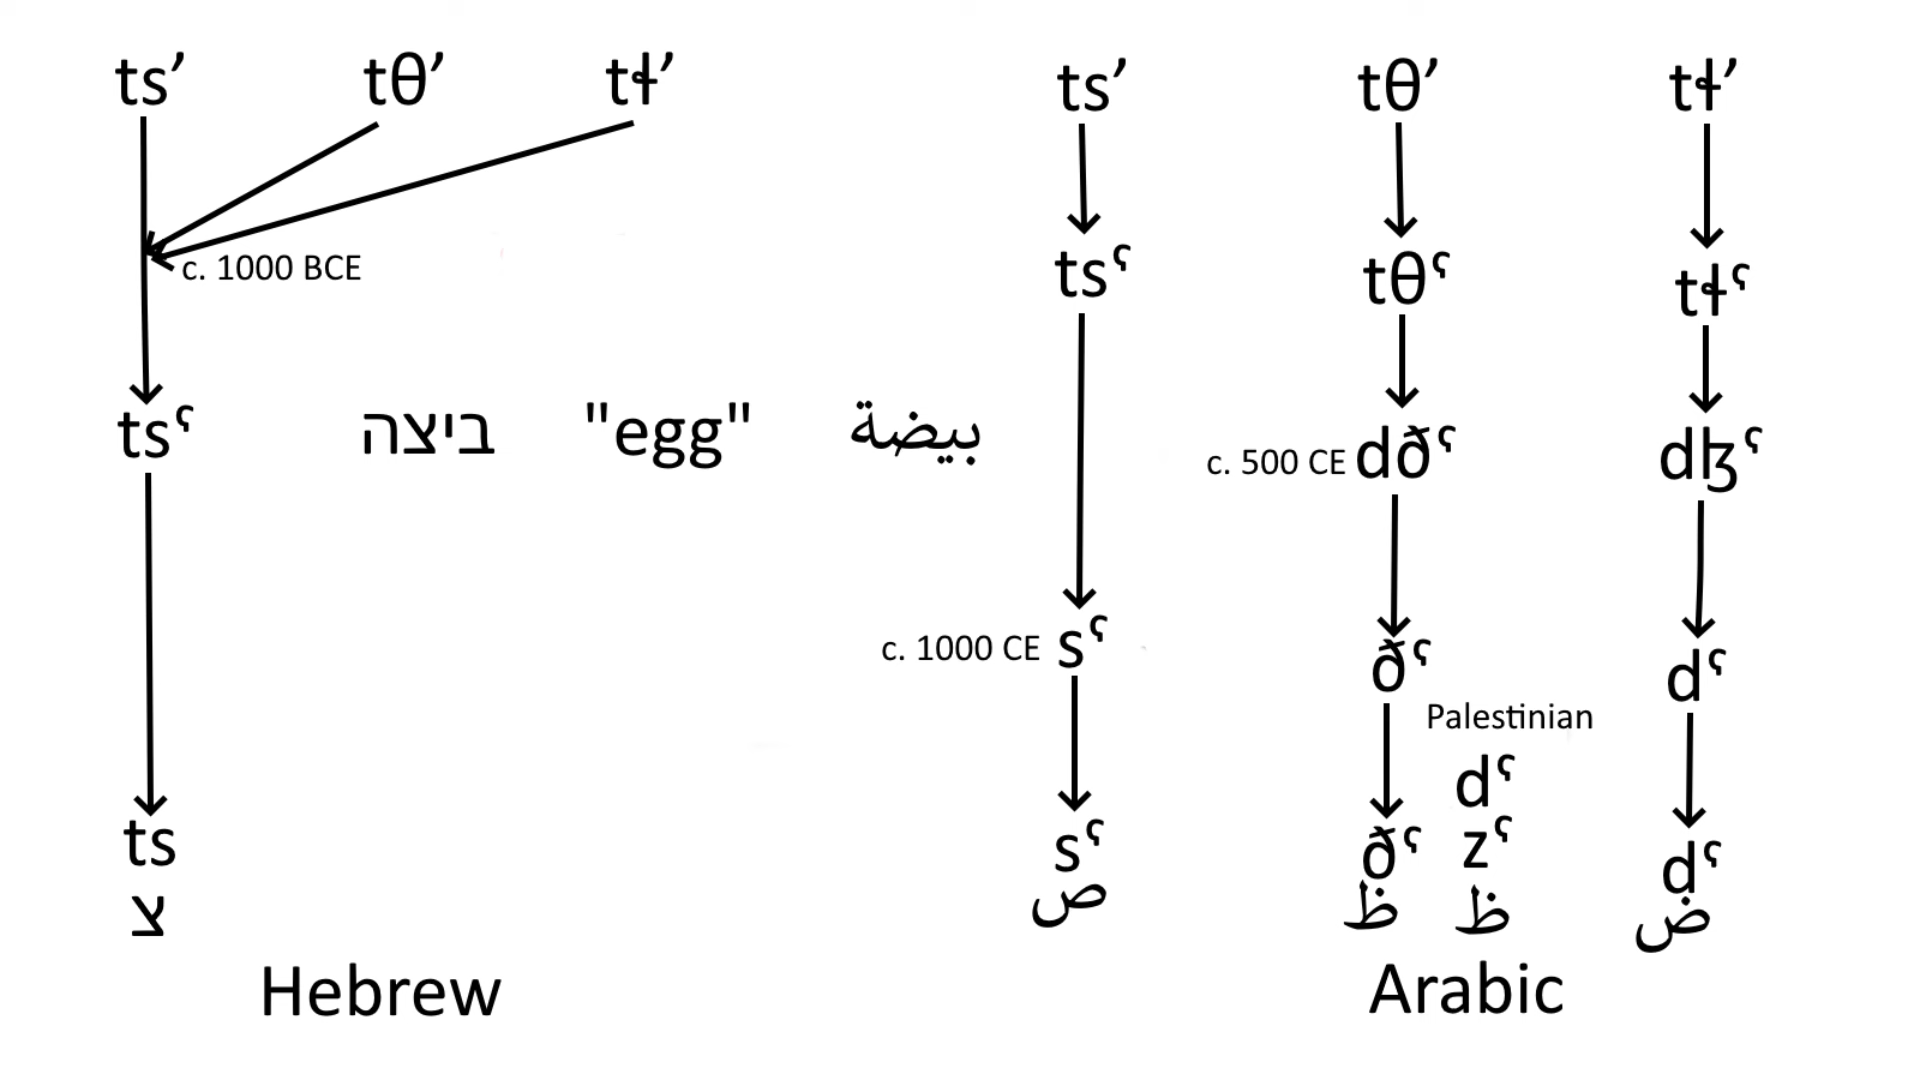 ts’ tθ’ tɬ’ ts’ tθ’ tɬ’
c. 1000 BCE
tsˤ tθˤ tɬˤ
tsˤ ביצה "egg" بيضة c. 500 CE dðˤ dɮˤ
c. 1000 CE sˤ ðˤ dˤ
Palestinian
dˤ
ts sˤ ðˤ zˤ dˤ
צ ص ظ ظ ض
Hebrew Arabic